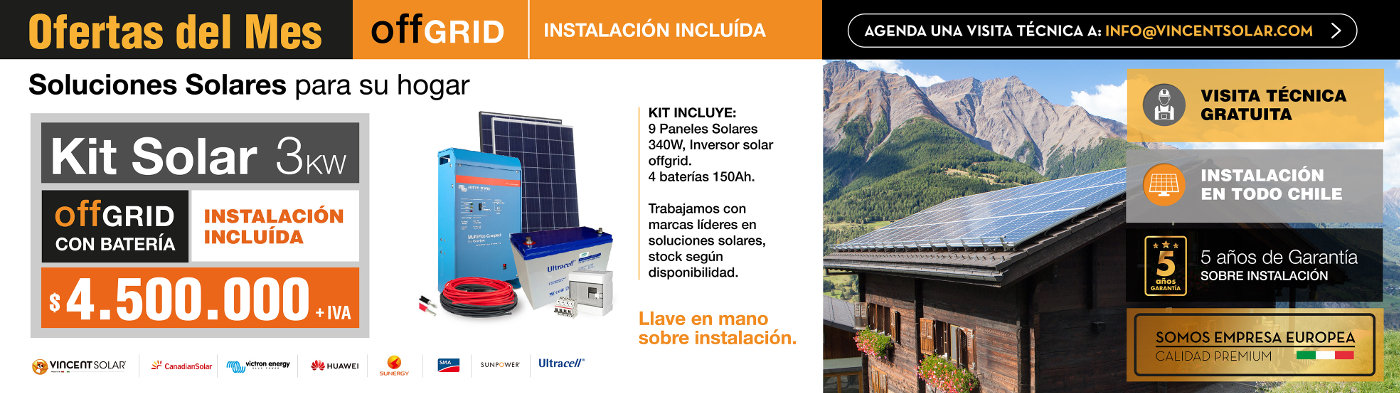 Ofertas del Mes
offGRID
INSTALACIÓN INCLUÍDA
AGENDA UNA VISITA TÉCNICA A: INFO@VINCENTSOLAR.COM
Soluciones Solares para su hogar
Kit Solar 3KW
offGRID
CON BATERÍA
INSTALACIÓN
INCLUÍDA
$ 4.500.000 + IVA
KIT INCLUYE:
9 Paneles Solares
340W, Inversor solar
offgrid.
4 baterías 150Ah.
Trabajamos con
marcas líderes en
soluciones solares,
stock según
disponibilidad.
Llave en mano
sobre instalación.
Ultracell
VISITA TÉCNICA
GRATUITA
INSTALACIÓN
EN TODO CHILE
5
años
GARANTÍA
5 años de Garantía
SOBRE INSTALACIÓN
SOMOS EMPRESA EUROPEA
CALIDAD PREMIUM
VINCENTSOLAR
CanadianSolar
victron energy
HUAWEI
SUNERGY
SMA
SUNPOWER
Ultracell